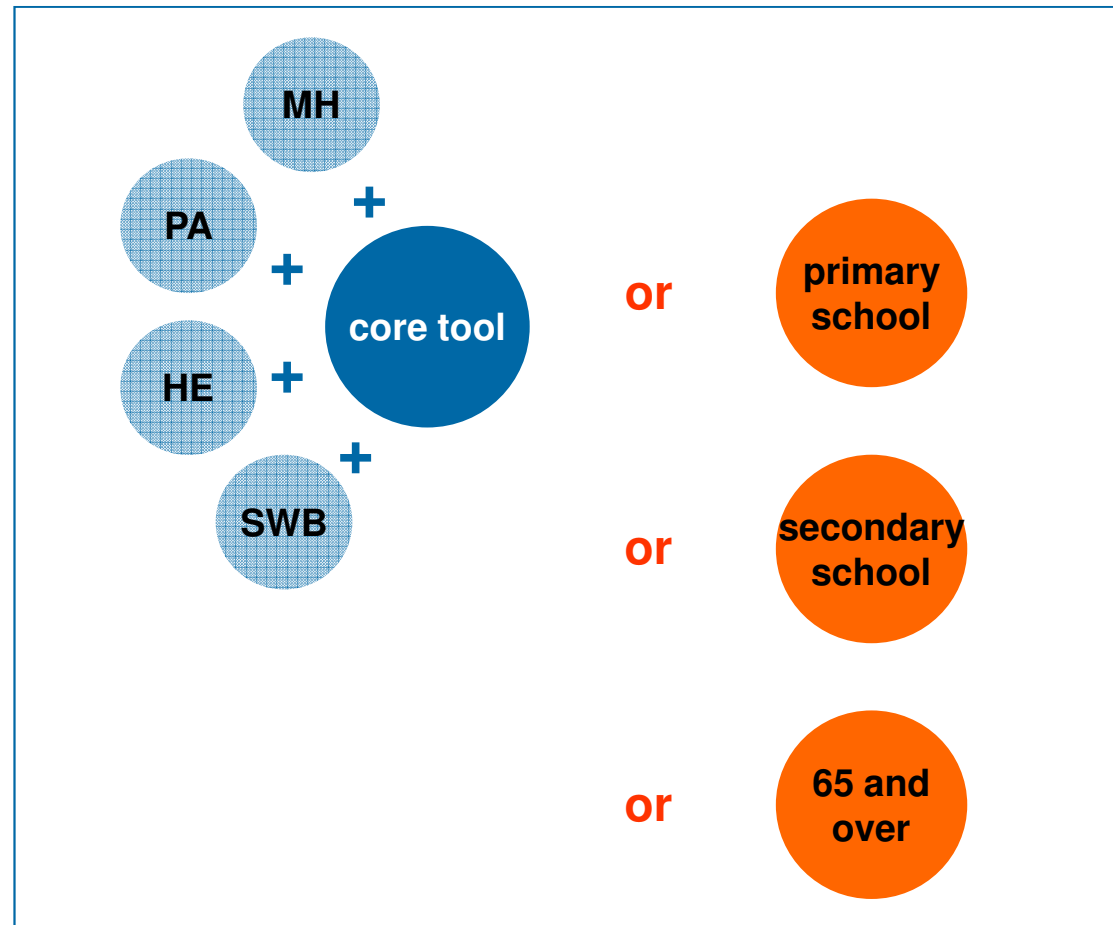 MH
+
PA
+
core tool
HE
+
+
SWB
or
primary
school
or
secondary
school
or
65 and
over